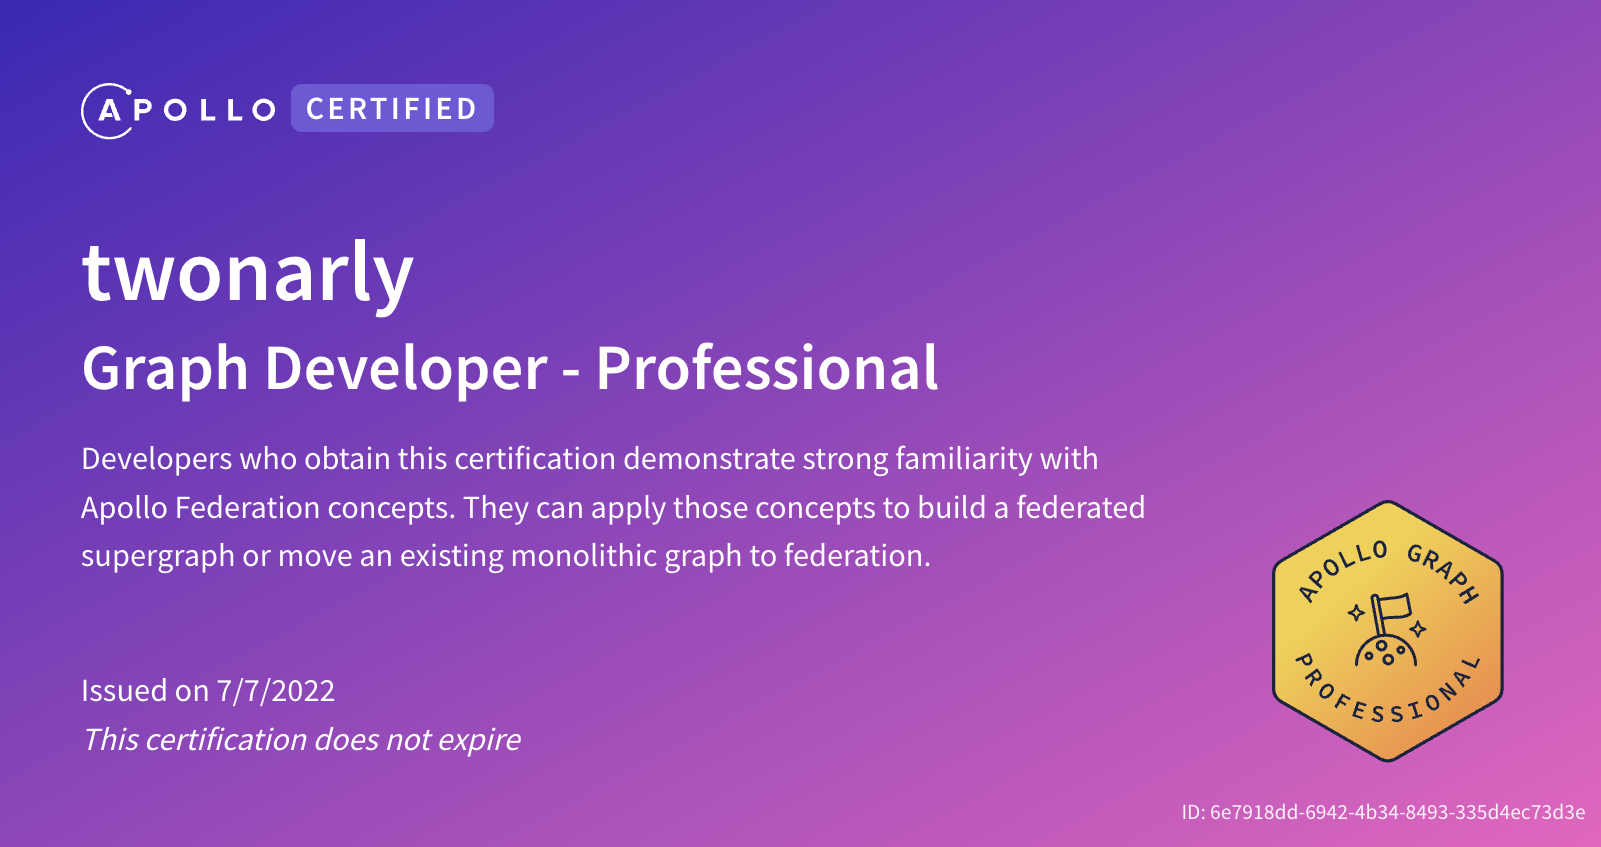 APOLLO CERTIFIED
twonarly
Graph Developer - Professional
Developers who obtain this certification demonstrate strong familiarity with
Apollo Federation concepts. They can apply those concepts to build a federated
supergraph or move an existing monolithic graph to federation.
APOLLO GRAPH
PROFESSIONAL
Issued on 7/7/2022
This certification does not expire
ID: 6e7918dd-6942-4b34-8493-335d4ec73d3e